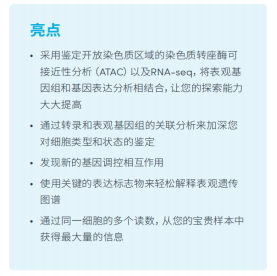 亮点
• 采用鉴定开放染色质区域的染色质转座酶可
接近性分析（ATAC）以及RNA-seq，将表观基
因组和基因表达分析相结合，让您的探索能力
大大提高
• 通过转录和表观基因组的关联分析来加深您
对细胞类型和状态的鉴定
• 发现新的基因调控相互作用
• 使用关键的表达标志物来轻松解释表观遗传
图谱
• 通过同一细胞的多个读数，从您的宝贵样本中
获得最大量的信息